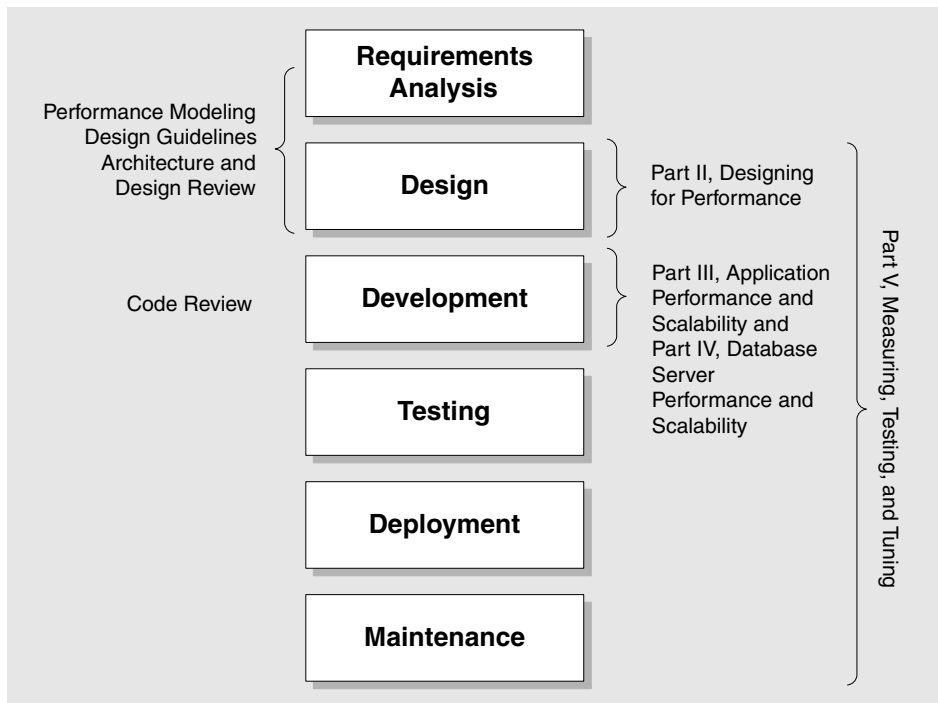 Requirements
Analysis
Performance Modeling
Design Guidelines
Architecture and
Design Review
Design
Part II, Designing
for Performance
Code Review
Development
Part III, Application
Performance and
Scalability and
Part IV, Database
Server
Performance and
Scalability
Testing
Deployment
Maintenance
Part V, Measuring, Testing, and Tuning